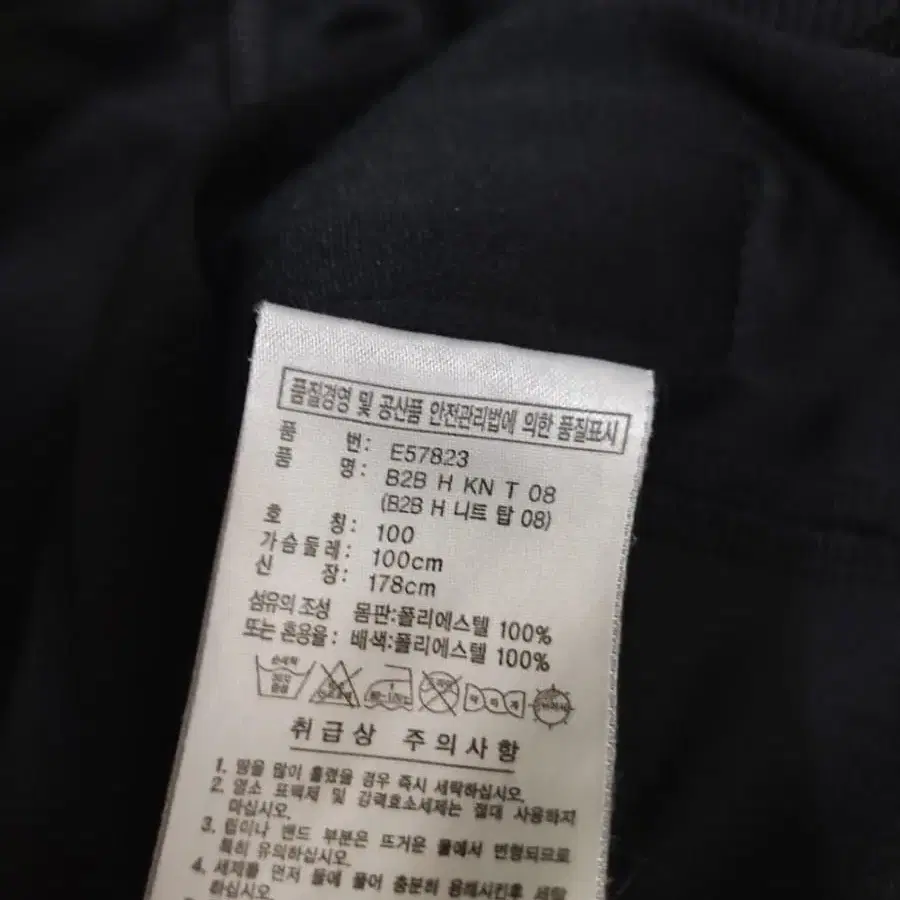 품질경영 및 공산품 안전관리법에 의한 품질표시
품 번: E57823
품 명: B2B H KN T 08
(B2B H 니트 탑 08)
호 칭: 100
가슴둘레: 100cm
신 장: 178cm
섬유의 조성 몸판:폴리에스텔 100%
또는 혼용율: 배색:폴리에스텔 100%
손세탁
30℃
중성
취급상 주의사항
1. 땀을 많이 흘렸을 경우 즉시 세탁하십시오.
2. 염소 표백제 및 강력효소세제는 절대 사용하지
마십시오.
3. 립이나 밴드 부분은 뜨거운 물에서 변형되므로
특히 유의하십시오.
4. 세제를 먼저 물에 풀어 충분히 용해시킨후 세탁
하십시오.